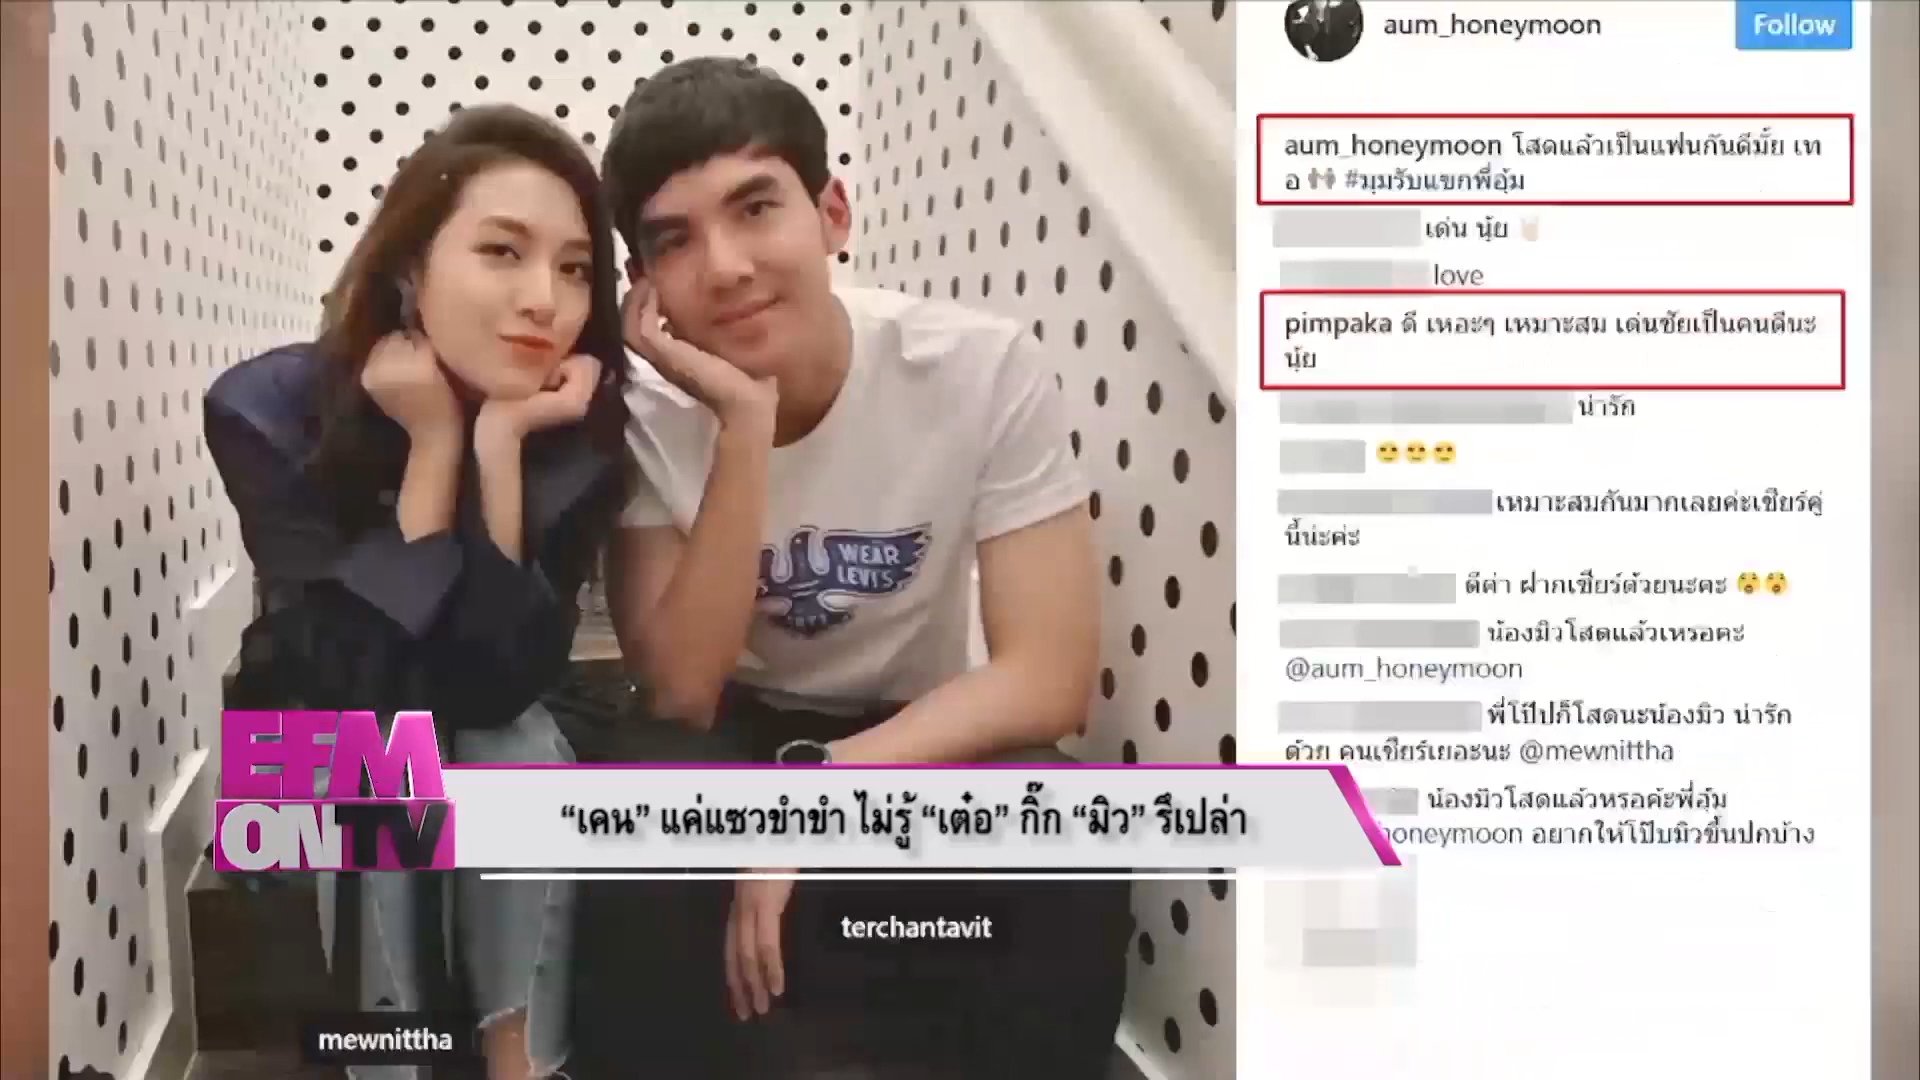 aum_honeymoon
Follow
aum_honeymoon โสดแล้วเป็นแฟนกันดีมั้ย เท
อ #มุมรับแขกพี่อุ้ม
เด่น นุ้ย
love
pimpaka ดี เหอะๆ เหมาะสม เด่นชัยเป็นคนดีนะ
นุ้ย
น่ารัก
เหมาะสมกันมากเลยค่ะเชียร์คู่
นี้น่ะค่ะ
ดีค่า ฝากเชียร์ด้วยนะคะ
น้องมิวโสดแล้วเหรอคะ
@aum_honeymoon
พี่โป๊ปก็โสดนะน้องมิว น่ารัก
ด้วย คนเชียร์เยอะนะ @mewnittha
น้องมิวโสดแล้วหรอค้ะพี่อุ้ม
honeymoon อยากให้โป๊บมิวขึ้นปกบ้าง
WEAR
LEVI'S
EFM
ON TV
“เคน” แค่แซวขำขำ ไม่รู้ “เต๋อ” กิ๊ก “มิว” รึเปล่า
terchantavit
mewnittha